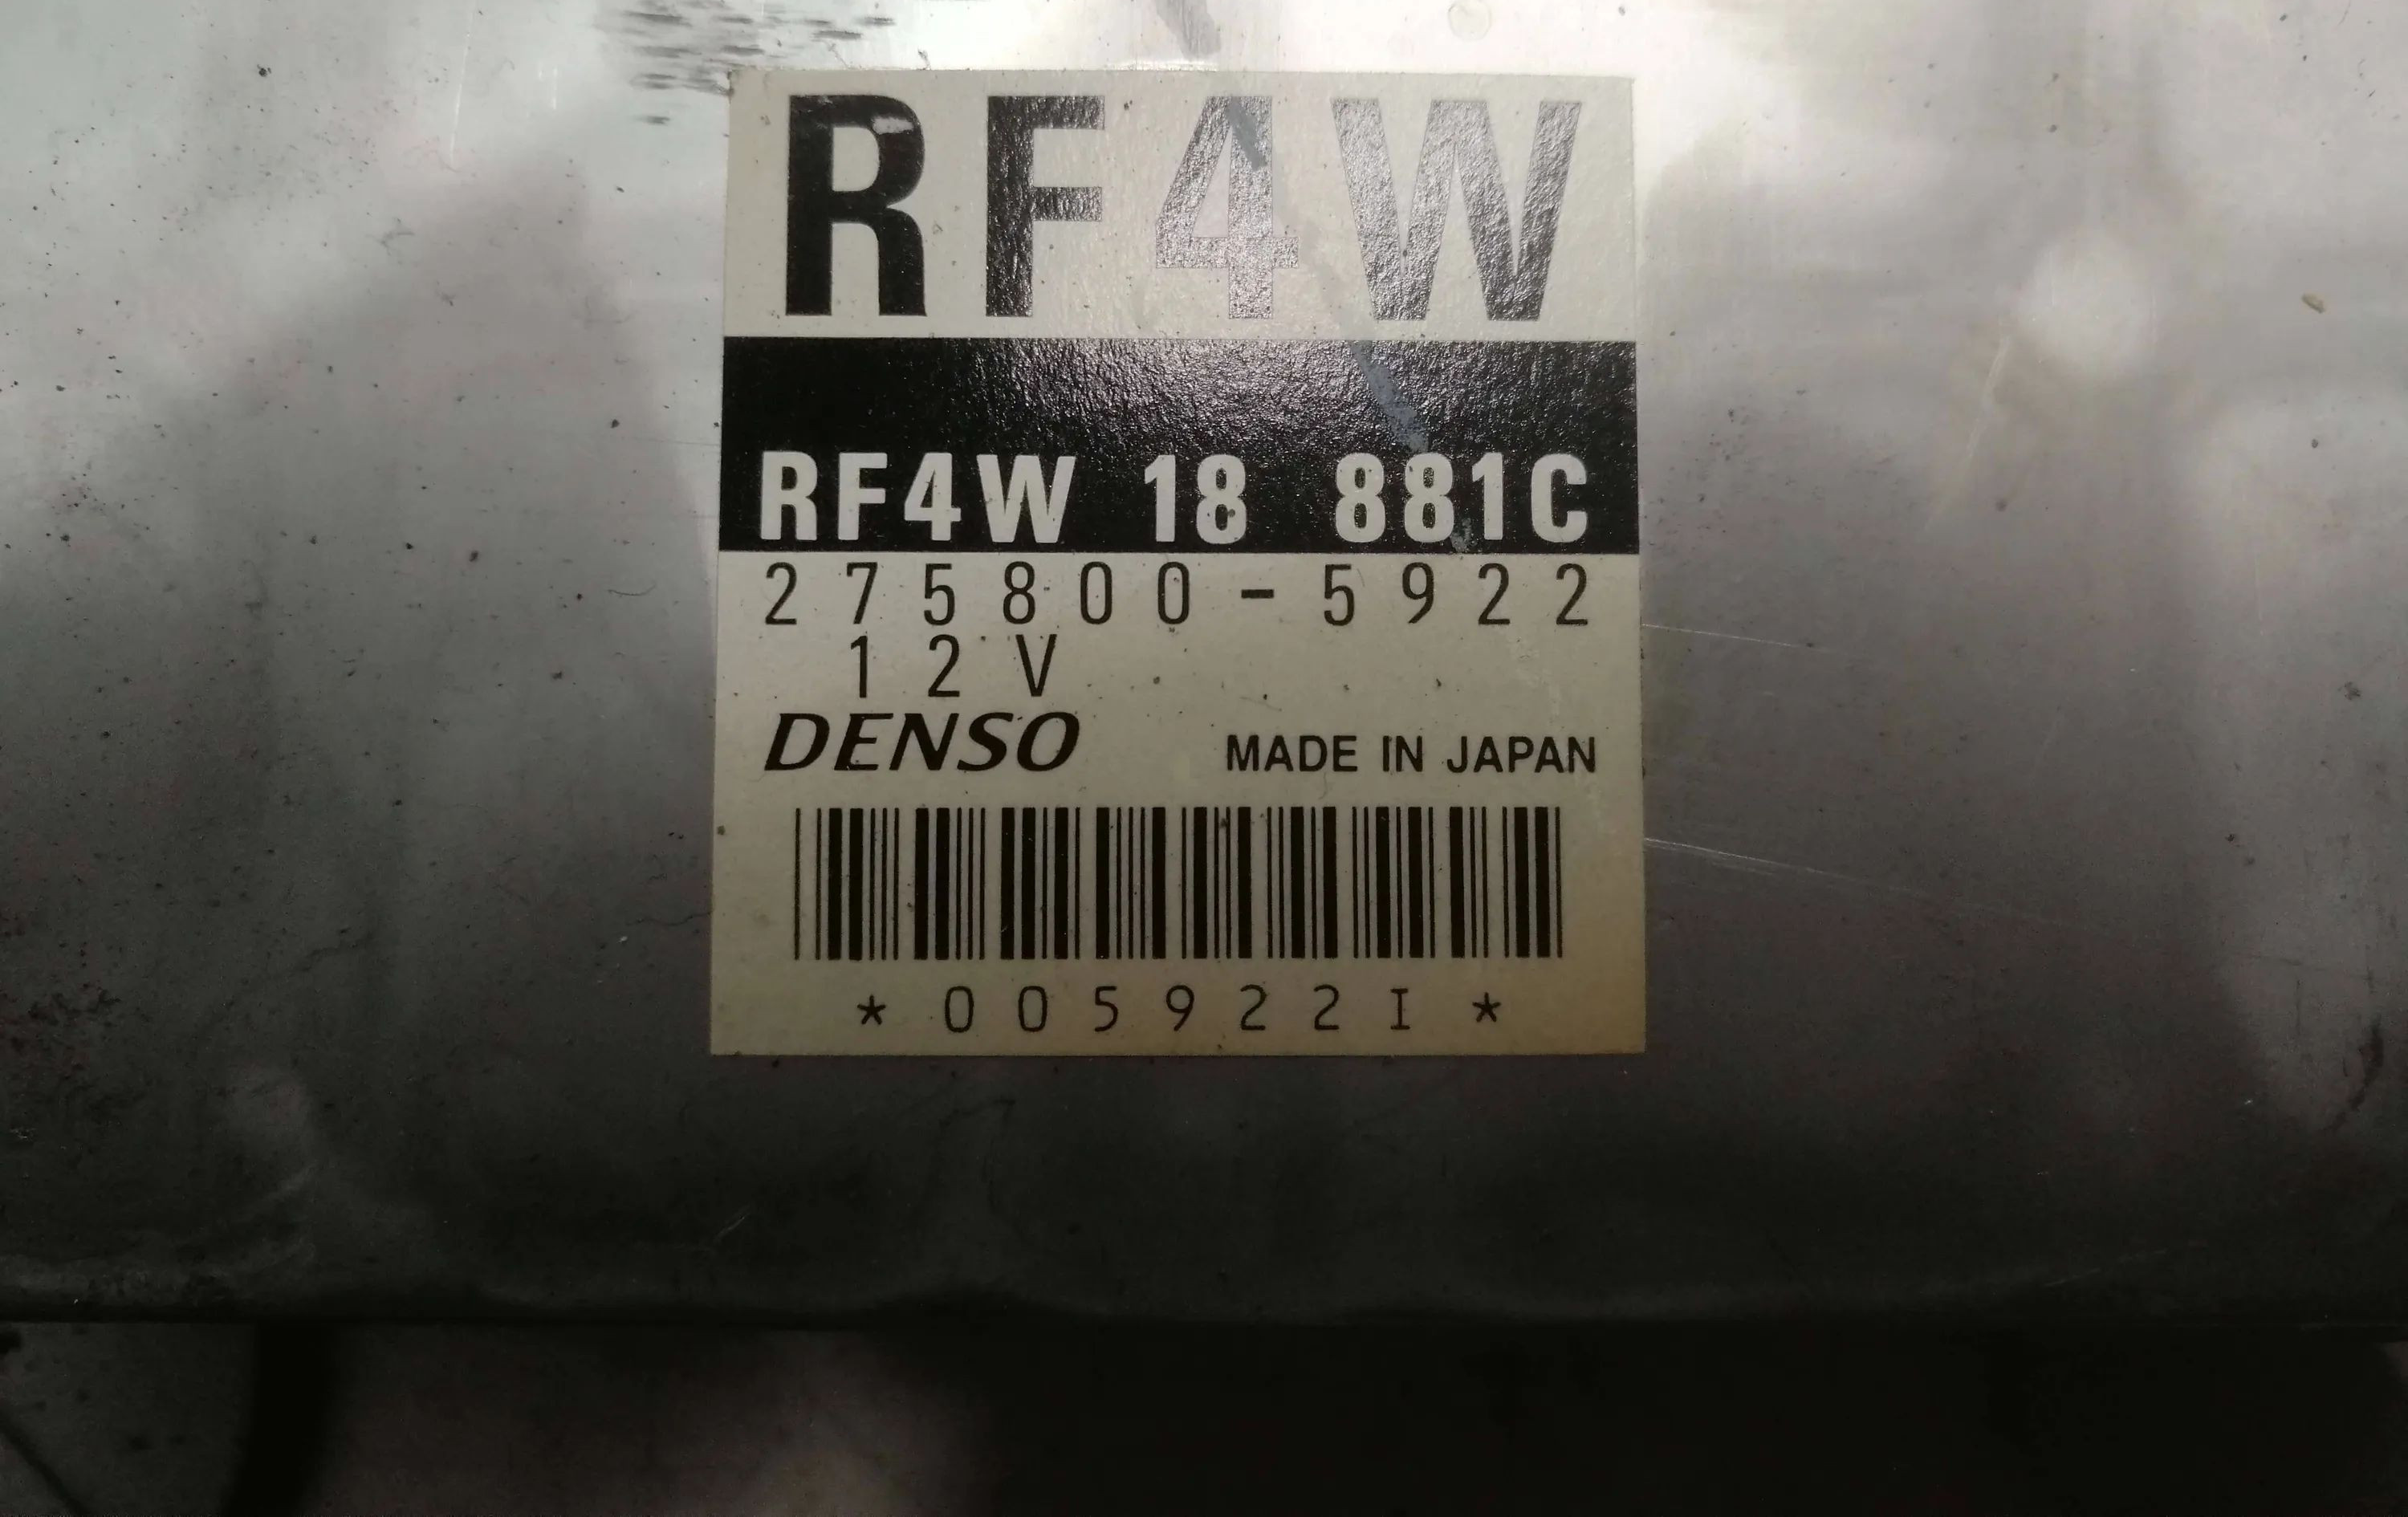 RF4W
RF4W 18 881C
275800-5922
12V
DENSO MADE IN JAPAN
*005922I*